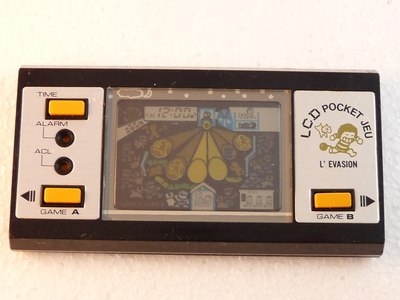 TIME
ALARM
ACL
GAME A
12:00
LCD POCKET JEU
L' EVASION
GAME B